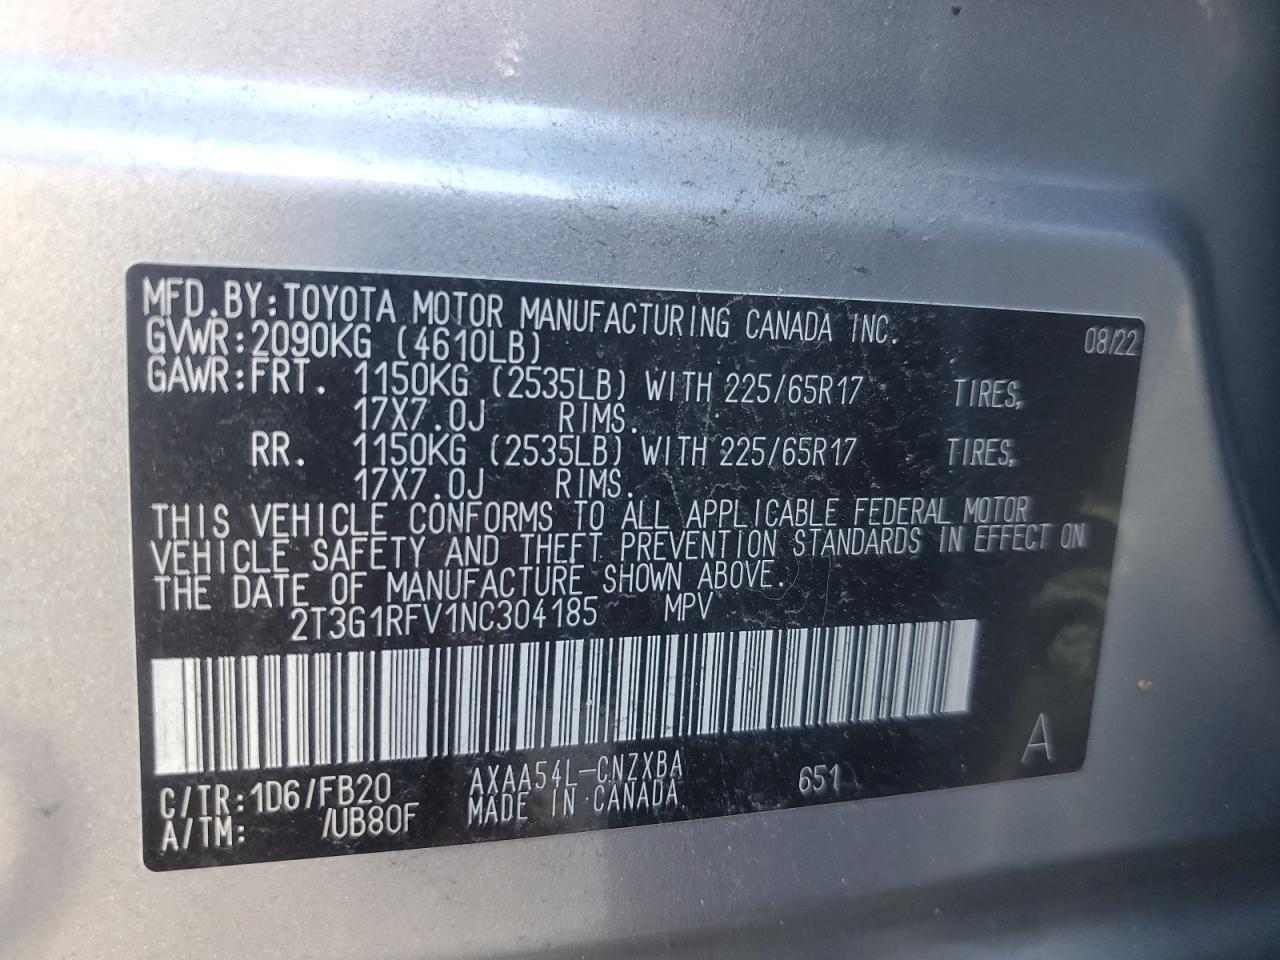 MFD.BY:TOYOTA MOTOR MANUFACTURING CANADA INC. 08/22
GVWR:2090KG (4610LB)
GAWR:FRT. 1150KG (2535LB) WITH 225/65R17 TIRES,
17X7.0J RIMS.
RR. 1150KG (2535LB) WITH 225/65R17 TIRES,
17X7.0J RIMS.
THIS VEHICLE CONFORMS TO ALL APPLICABLE FEDERAL MOTOR
VEHICLE SAFETY AND THEFT PREVENTION STANDARDS IN EFFECT ON
THE DATE OF MANUFACTURE SHOWN ABOVE.
2T3G1RFV1NC304185 MPV
C/TR:1D6/FB20 AXAA54L-CNZXBA 651 A
A/TM: /UB80F MADE IN CANADA